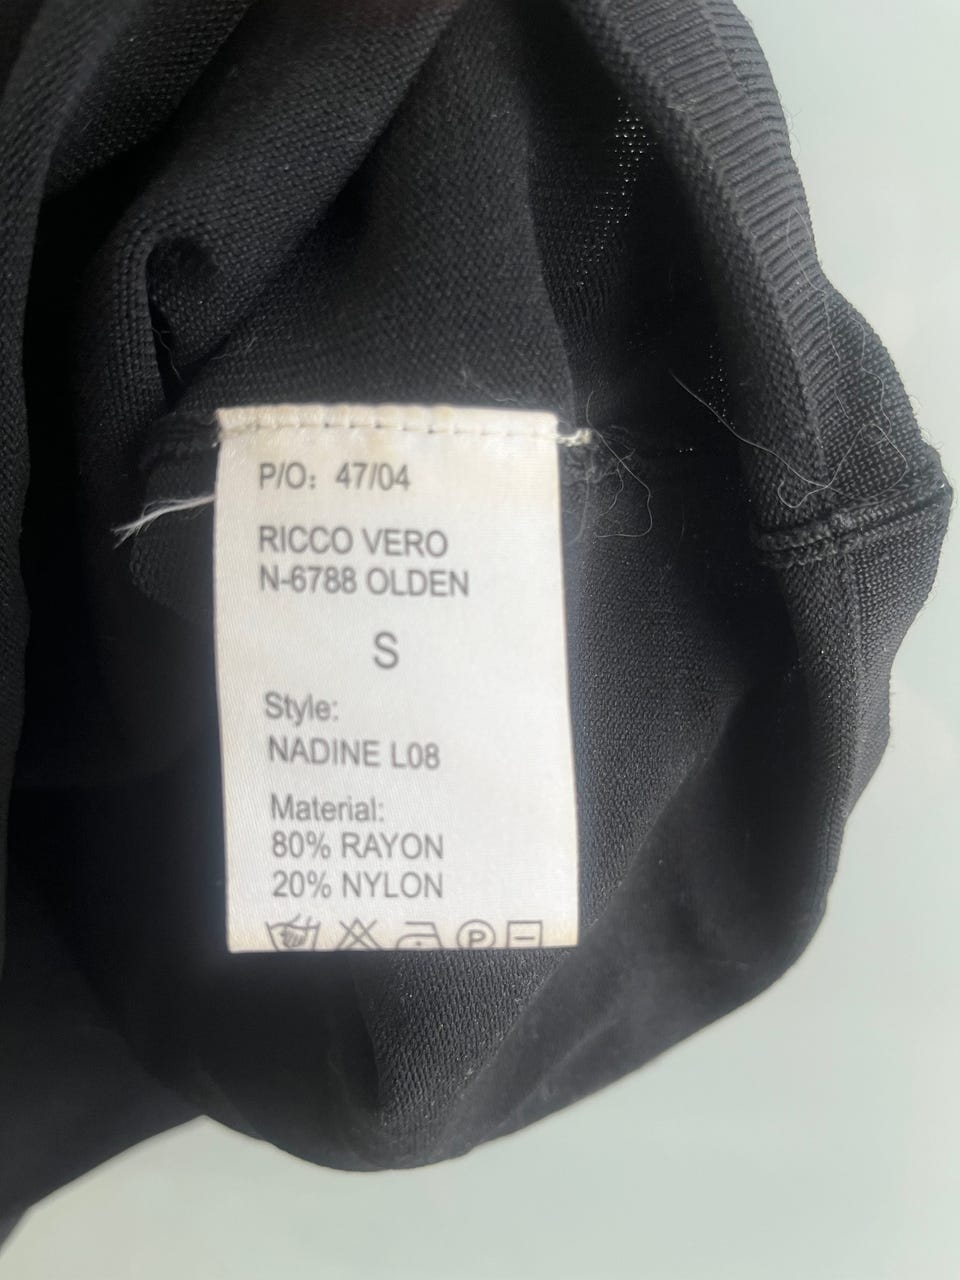 P/O: 47/04
RICCO VERO
N-6788 OLDEN
S
Style:
NADINE L08
Material:
80% RAYON
20% NYLON
P